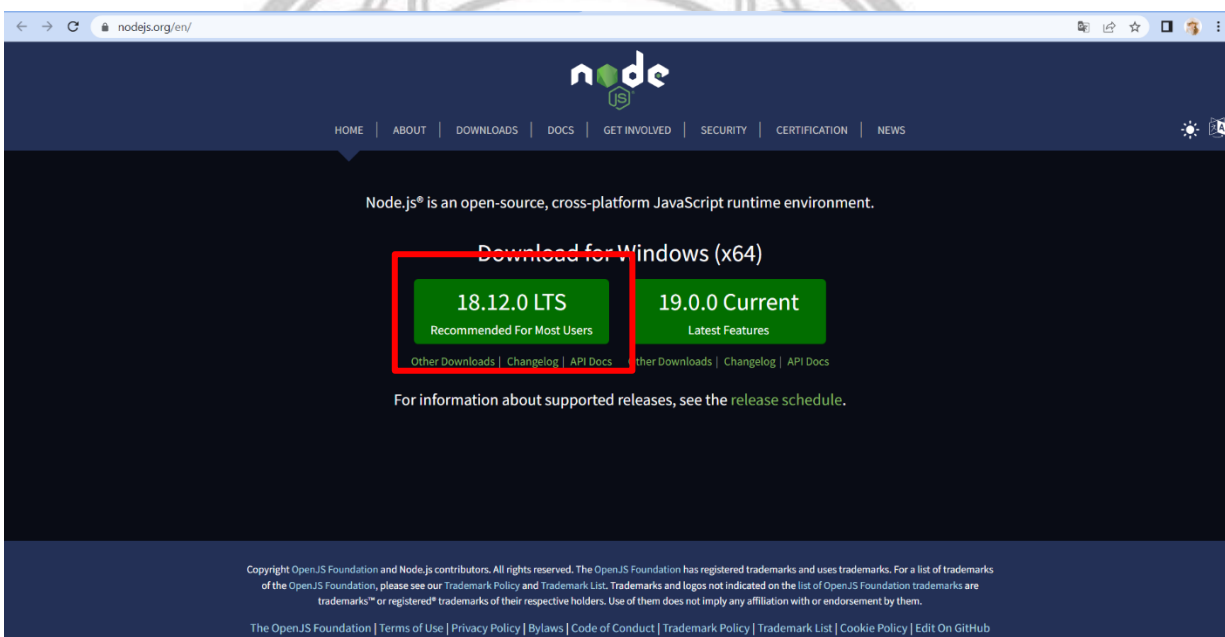 nodejs.org/en/
node
JS
HOME | ABOUT | DOWNLOADS | DOCS | GET INVOLVED | SECURITY | CERTIFICATION | NEWS
Node.js® is an open-source, cross-platform JavaScript runtime environment.
Download for Windows (x64)
18.12.0 LTS
Recommended For Most Users
19.0.0 Current
Latest Features
Other Downloads | Changelog | API Docs
Other Downloads | Changelog | API Docs
For information about supported releases, see the release schedule.
Copyright OpenJS Foundation and Node.js contributors. All rights reserved. The OpenJS Foundation has registered trademarks and uses trademarks. For a list of trademarks
of the OpenJS Foundation, please see our Trademark Policy and Trademark List. Trademarks and logos not indicated on the list of OpenJS Foundation trademarks are
trademarks™ or registered® trademarks of their respective holders. Use of them does not imply any affiliation with or endorsement by them.
The OpenJS Foundation | Terms of Use | Privacy Policy | Bylaws | Code of Conduct | Trademark Policy | Trademark List | Cookie Policy | Edit On GitHub